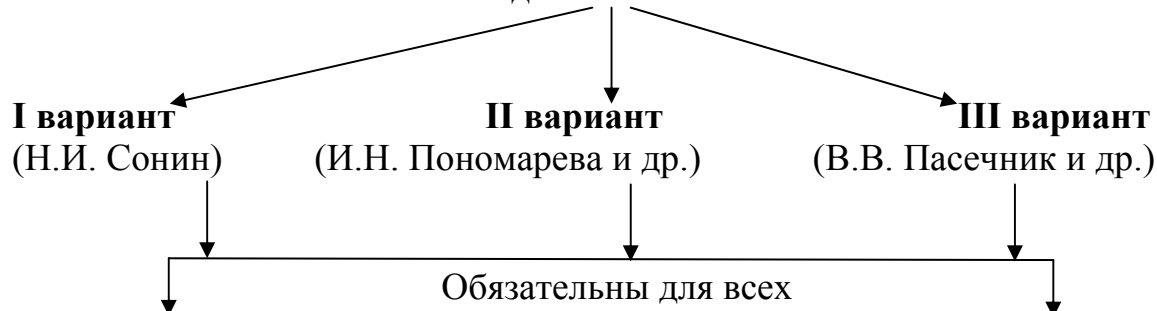 I вариант II вариант III вариант
(Н.И. Сонин) (И.Н. Пономарева и др.) (В.В. Пасечник и др.)
Обязательны для всех